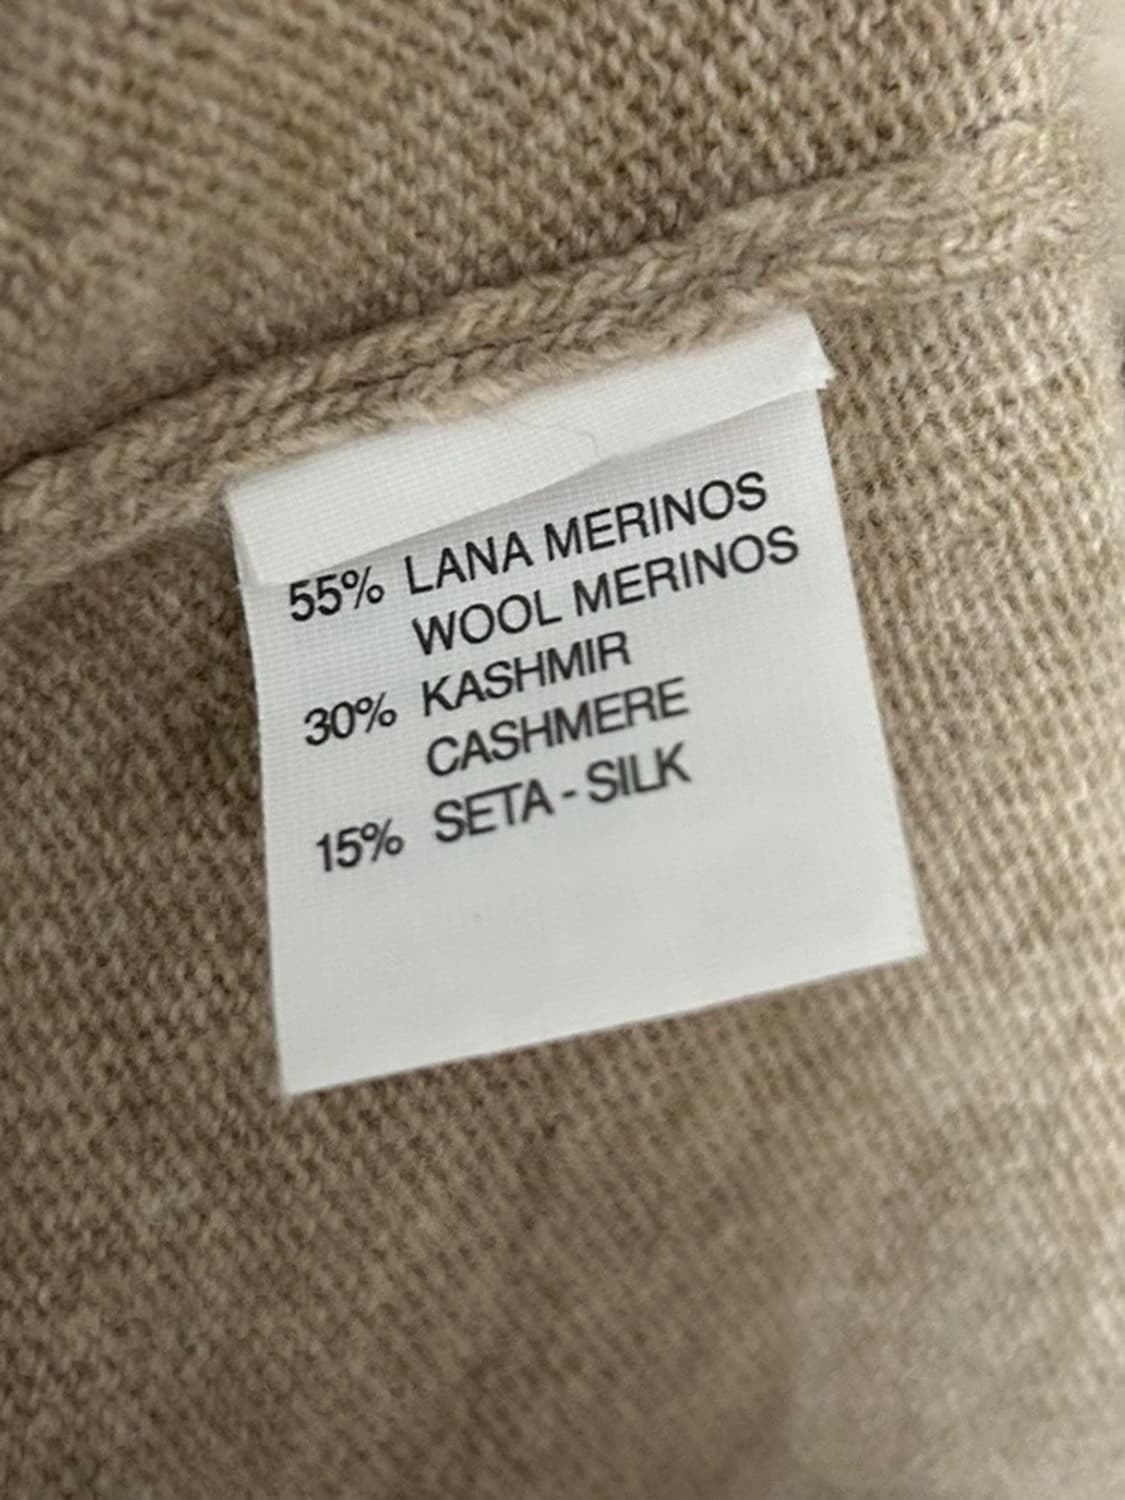 55% LANA MERINOS
WOOL MERINOS
30% KASHMIR
CASHMERE
15% SETA - SILK